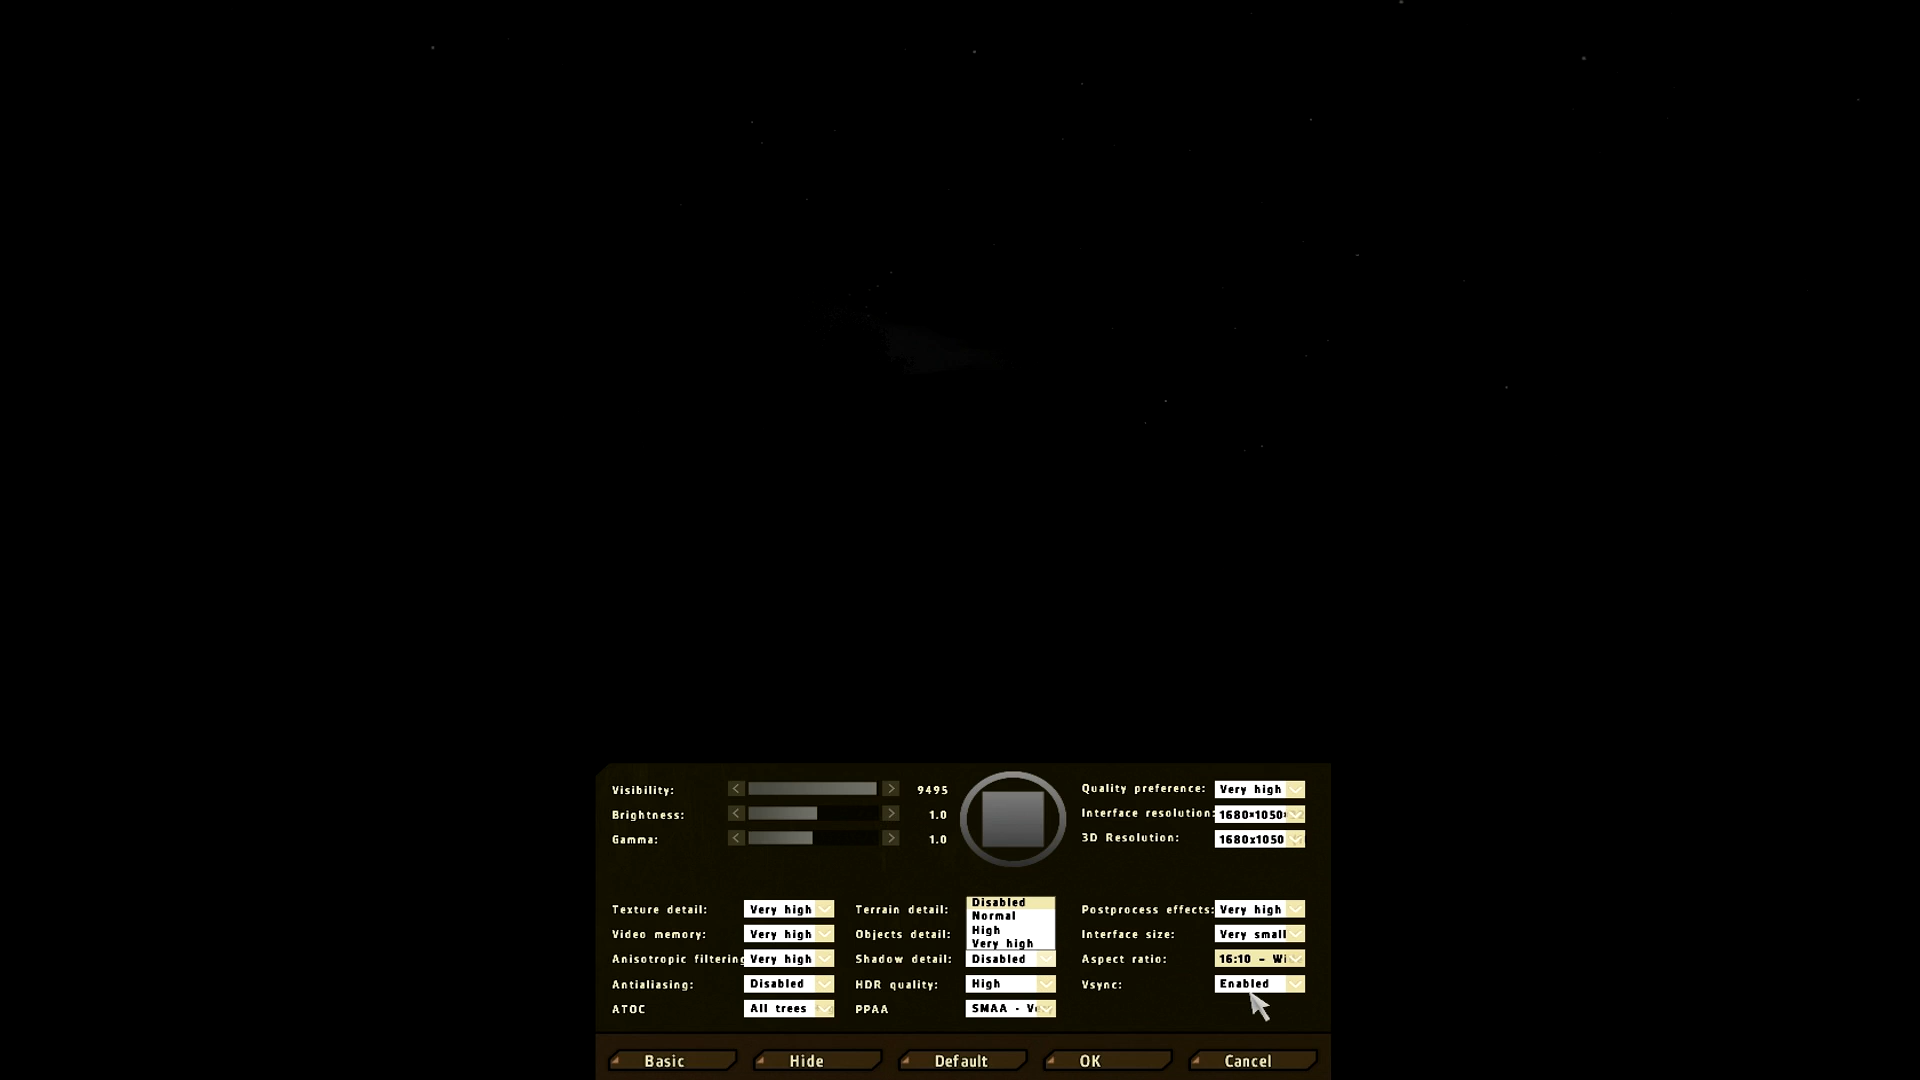 Visibility: < > 9495
Brightness: < > 1.0
Gamma: < > 1.0
Quality preference: Very high
Interface resolution: 1680×1050
3D Resolution: 1680x1050
Texture detail: Very high
Video memory: Very high
Anisotropic filtering Very high
Antialiasing: Disabled
ATOC All trees
Terrain detail:
Objects detail:
Disabled
Normal
High
Very high
Shadow detail: Disabled
HDR quality: High
PPAA SMAA - V
Postprocess effects: Very high
Interface size: Very small
Aspect ratio: 16:10 - Wi
Vsync: Enabled
Basic
Hide
Default
OK
Cancel